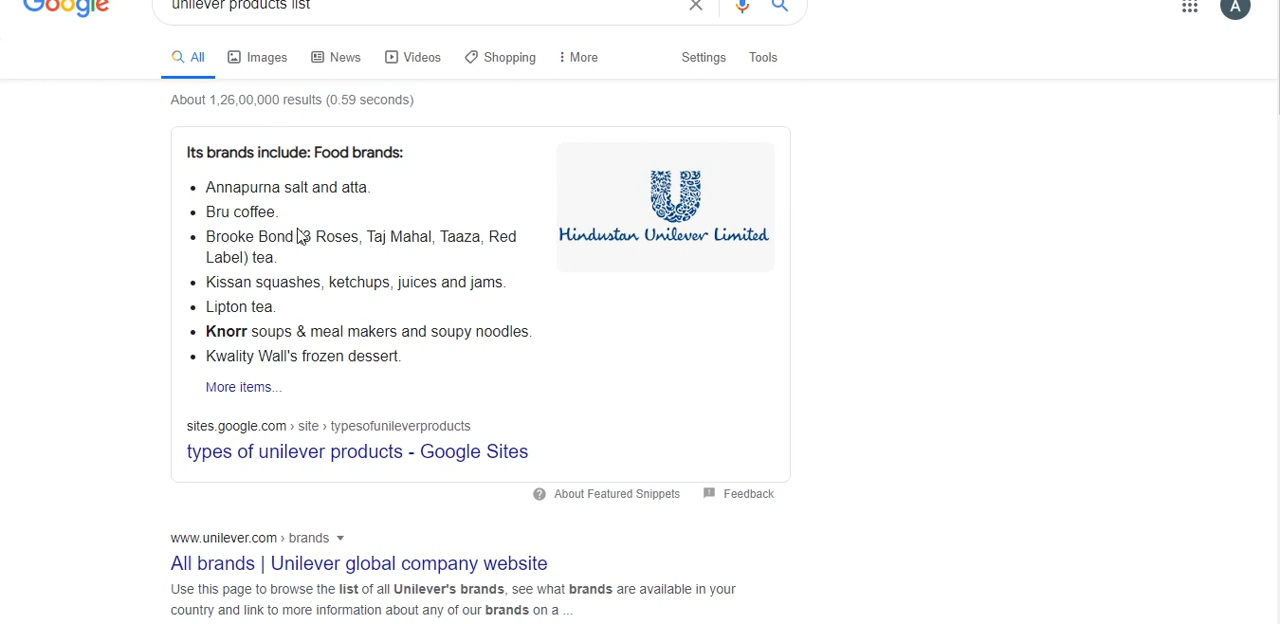 Google
unilever products list
A
All
Images
News
Videos
Shopping
More
Settings
Tools
About 1,26,00,000 results (0.59 seconds)
Its brands include: Food brands:
Annapurna salt and atta.
Bru coffee.
Brooke Bond 3 Roses, Taj Mahal, Taaza, Red
Label) tea.
Kissan squashes, ketchups, juices and jams.
Lipton tea.
Knorr soups & meal makers and soupy noodles.
Kwality Wall's frozen dessert.
More items...
U
Hindustan Unilever Limited
sites.google.com › site › typesofunileverproducts
types of unilever products - Google Sites
About Featured Snippets
Feedback
www.unilever.com › brands
All brands | Unilever global company website
Use this page to browse the list of all Unilever's brands, see what brands are available in your
country and link to more information about any of our brands on a ...